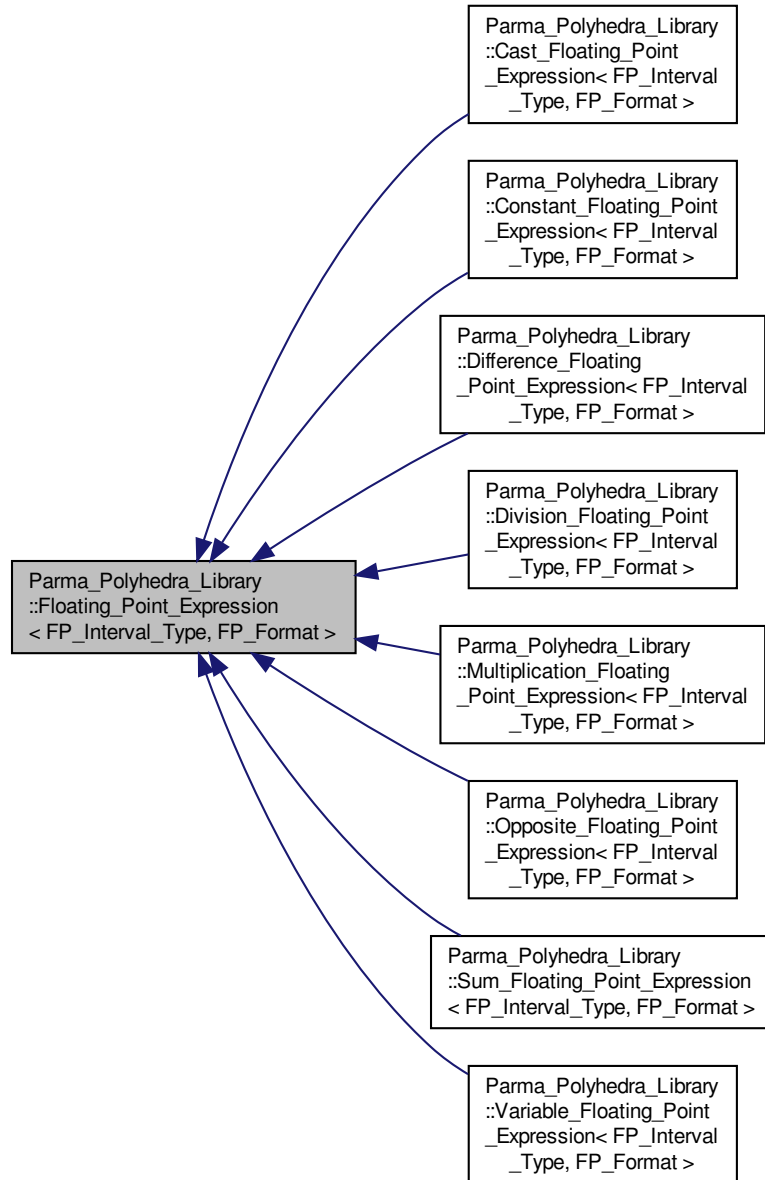 Parma_Polyhedra_Library
::Cast_Floating_Point
_Expression< FP_Interval
_Type, FP_Format >
Parma_Polyhedra_Library
::Constant_Floating_Point
_Expression< FP_Interval
_Type, FP_Format >
Parma_Polyhedra_Library
::Difference_Floating
_Point_Expression< FP_Interval
_Type, FP_Format >
Parma_Polyhedra_Library
::Division_Floating_Point
_Expression< FP_Interval
_Type, FP_Format >
Parma_Polyhedra_Library
::Floating_Point_Expression
< FP_Interval_Type, FP_Format >
Parma_Polyhedra_Library
::Multiplication_Floating
_Point_Expression< FP_Interval
_Type, FP_Format >
Parma_Polyhedra_Library
::Opposite_Floating_Point
_Expression< FP_Interval
_Type, FP_Format >
Parma_Polyhedra_Library
::Sum_Floating_Point_Expression
< FP_Interval_Type, FP_Format >
Parma_Polyhedra_Library
::Variable_Floating_Point
_Expression< FP_Interval
_Type, FP_Format >